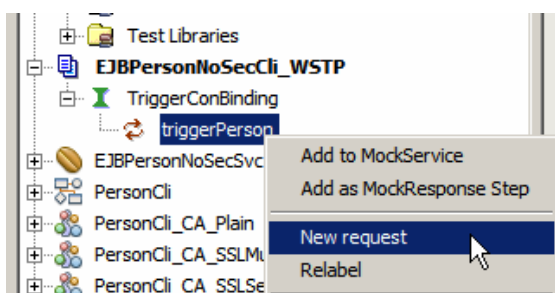 Test Libraries
EJBPersonNoSecCli_WSTP
TriggerConBinding
triggerPerson
EJBPersonNoSecSvc
PersonCli
PersonCli_CA_Plain
PersonCli_CA_SSLMu
PersonCli_CA_SSLSe
Add to MockService
Add as MockResponse Step
New request
Relabel